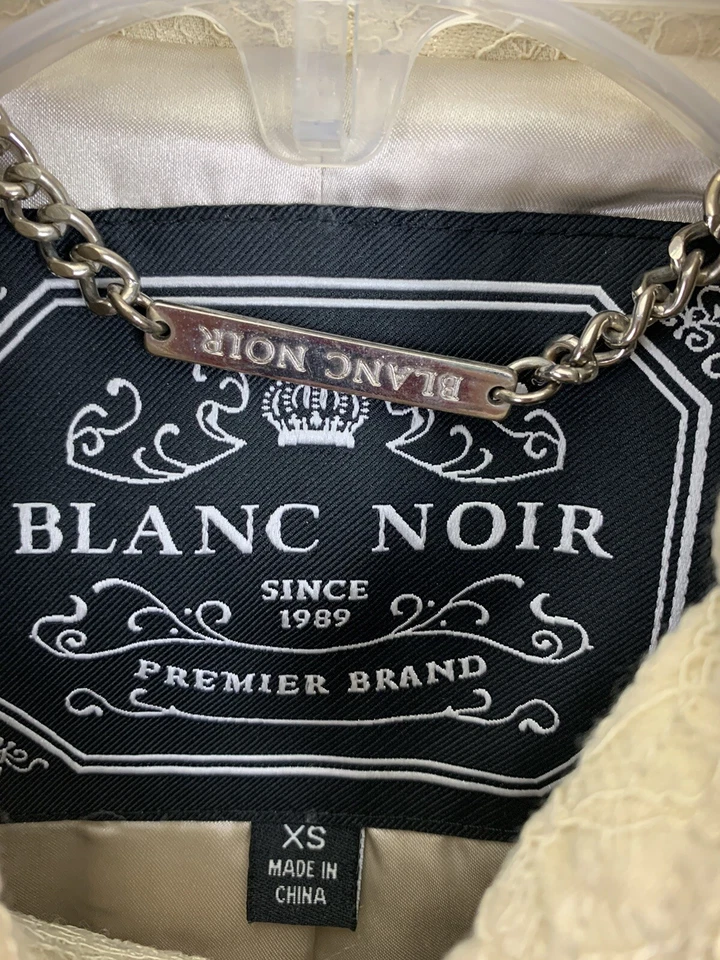 BLANC NOIR
BLANC NOIR
SINCE
1989
PREMIER BRAND
XS
MADE IN
CHINA